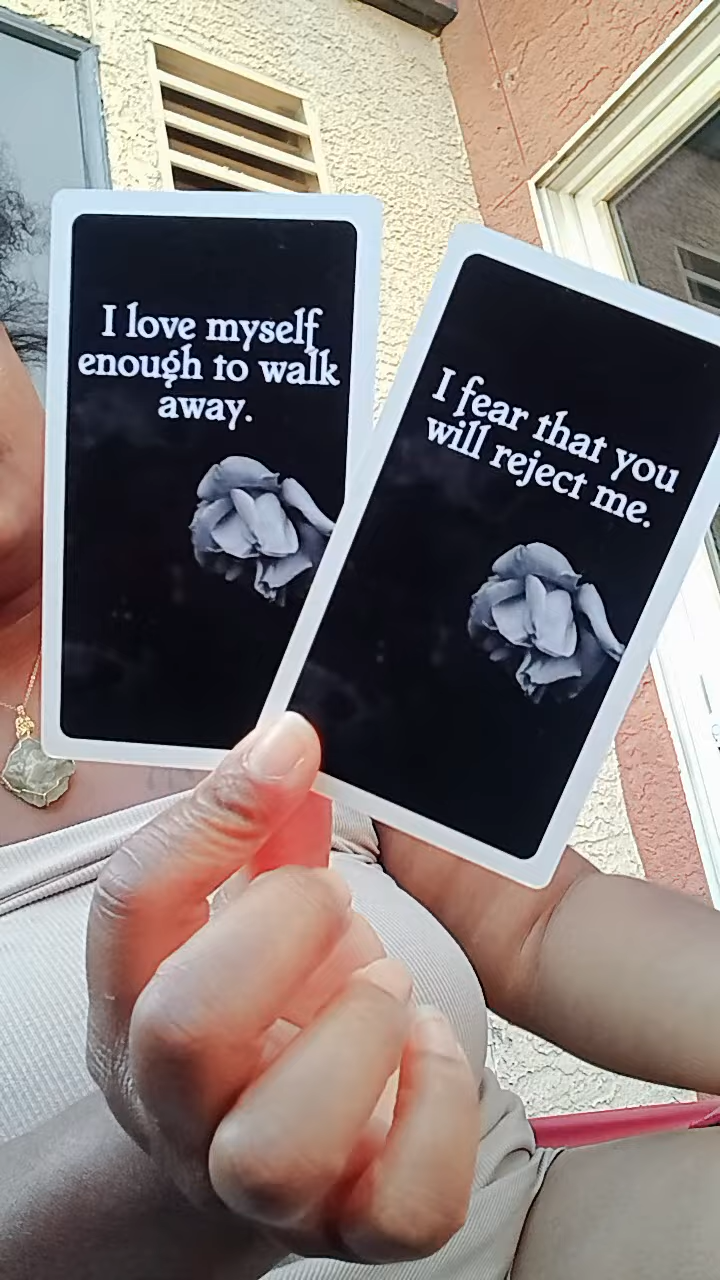 I love myself
enough to walk
away.
I fear that you
will reject me.